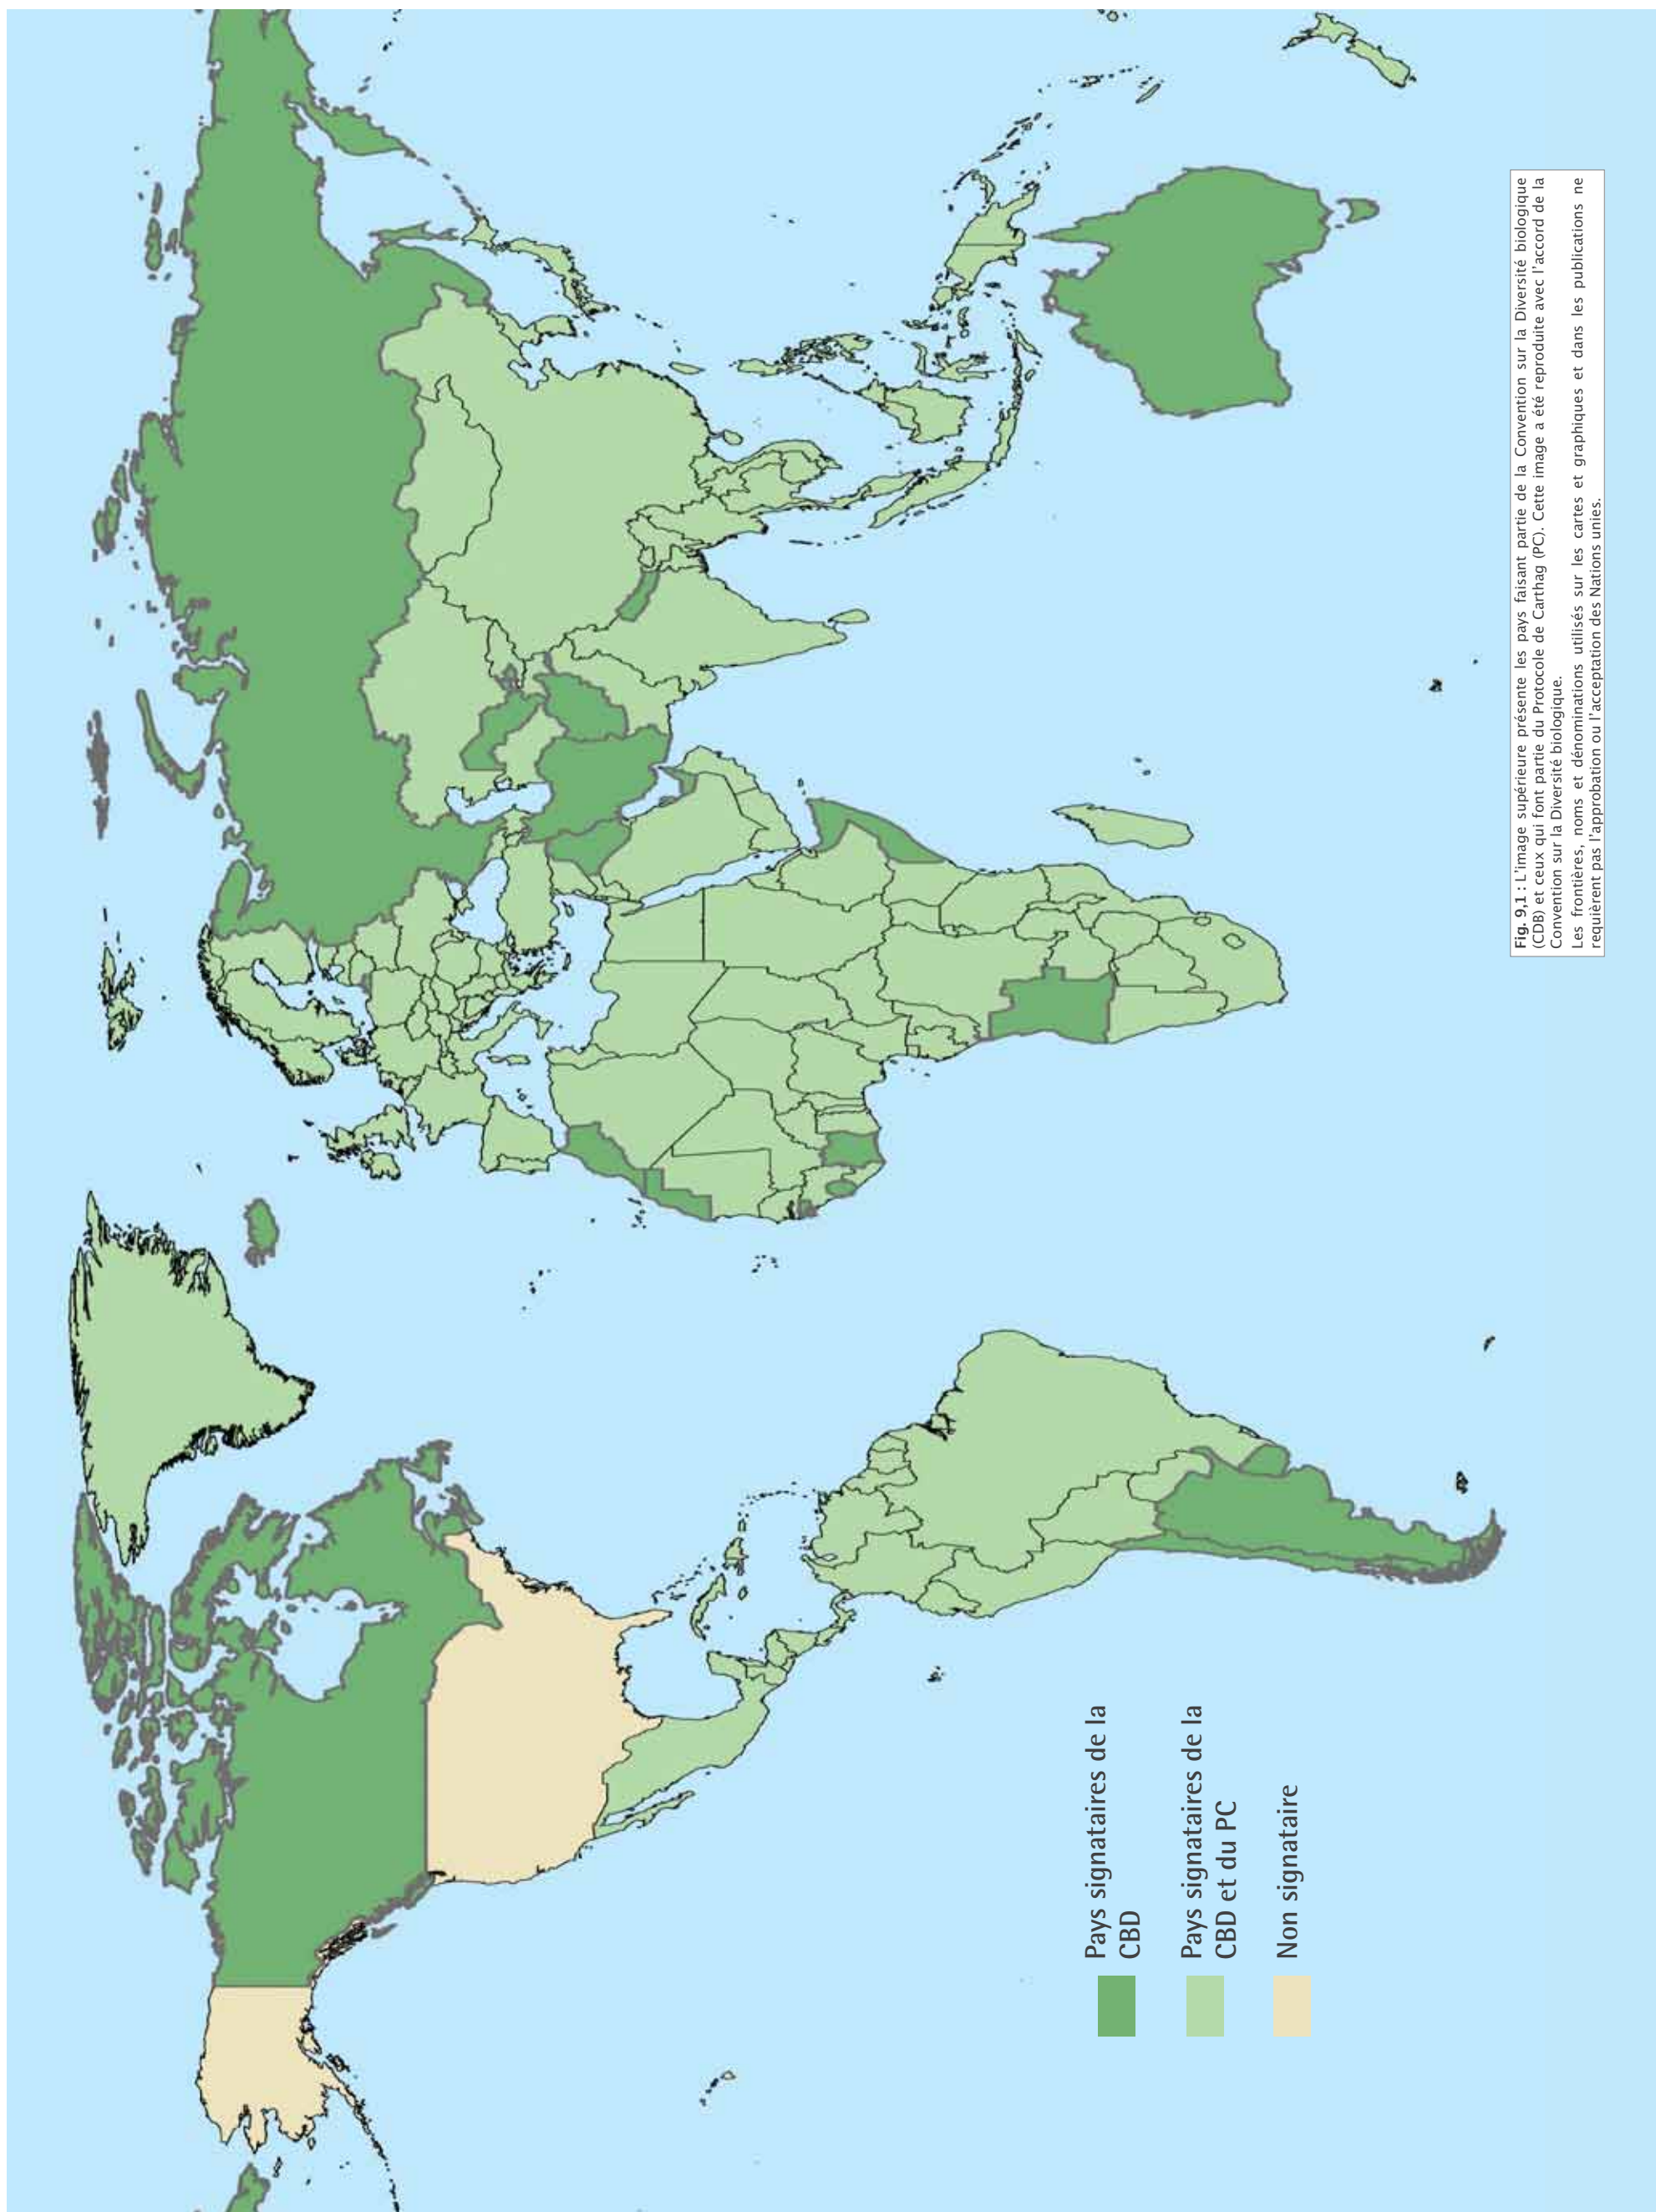 Pays signataires de la
CBD
Pays signataires de la
CBD et du PC
Non signataire
Fig. 9,1 : L'image supérieure présente les pays faisant partie de la Convention sur la Diversité biologique
(CDB) et ceux qui font partie du Protocole de Carthag (PC). Cette image a été reproduite avec l'accord de la
Convention sur la Diversité biologique.
Les frontières, noms et dénominations utilisés sur les cartes et graphiques et dans les publications ne
requièrent pas l'approbation ou l'acceptation des Nations unies.